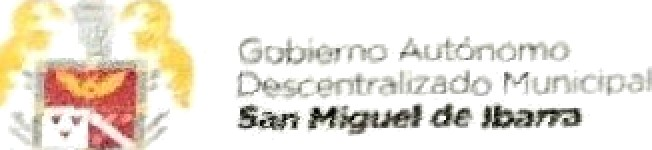 Gobierno Autónomo
Descentralizado Municipal
San Miguel de Ibarra